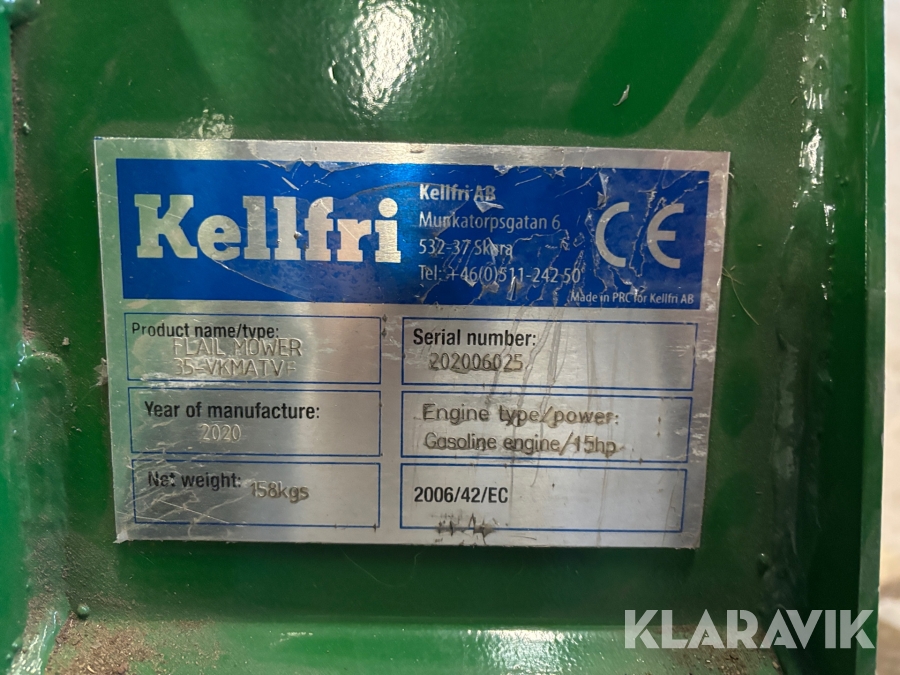 Kellfri
Kellfri AB
Munkatorpsgatan 6
532-37 Skara
Tel: +46(0)511-242 50
CE
Made in PRC for Kellfri AB
Product name/type:
FLAIL MOWER
35-VKMATVF
Serial number:
202006025
Year of manufacture:
2020
Engine type/power:
Gasoline engine/15hp
Net weight: 158kgs
2006/42/EC
KLARAVIK